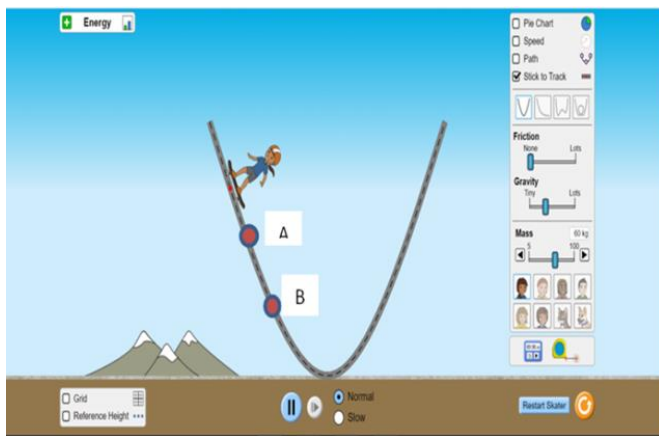 Energy
Pie Chart
Speed
Path
Stick to Track
Friction
None Lots
Gravity
Tiny Lots
Mass 60 kg
5 100
A
B
Grid
Reference Height
Normal
Slow
Restart Skater